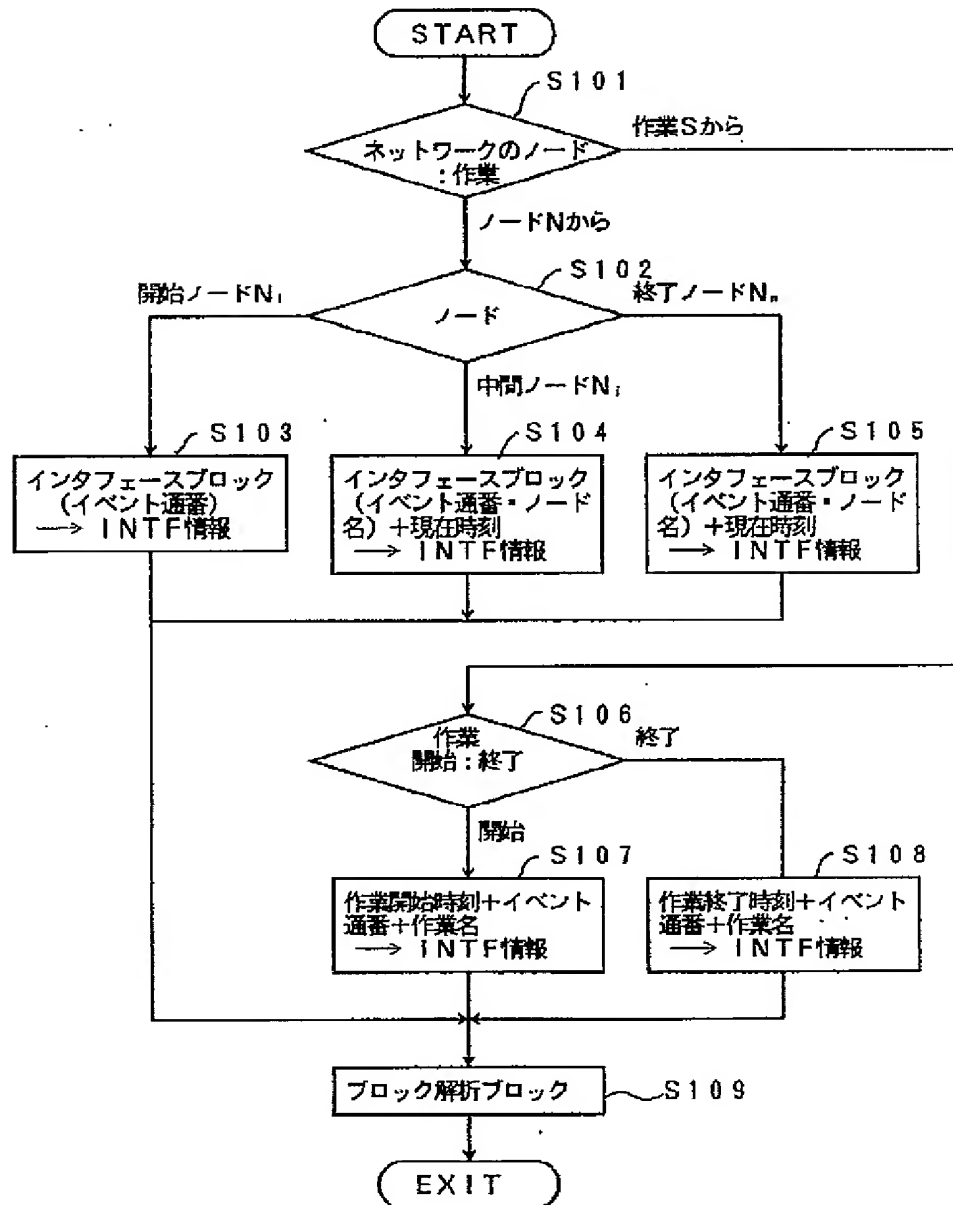 START
S101
作業Sから
ネットワークのノード
：作業
ノードNから
S102
開始ノードN₁
終了ノードNₙ
ノード
中間ノードNᵢ
S103
S104
S105
インタフェースブロック
（イベント通番）
→ INTF情報
インタフェースブロック
（イベント通番・ノード
名）＋現在時刻
→ INTF情報
インタフェースブロック
（イベント通番・ノード
名）＋現在時刻
→ INTF情報
S106
作業
開始：終了
終了
開始
S107
S108
作業開始時刻＋イベント
通番＋作業名
→ INTF情報
作業終了時刻＋イベント
通番＋作業名
→ INTF情報
ブロック解析ブロック
S109
EXIT